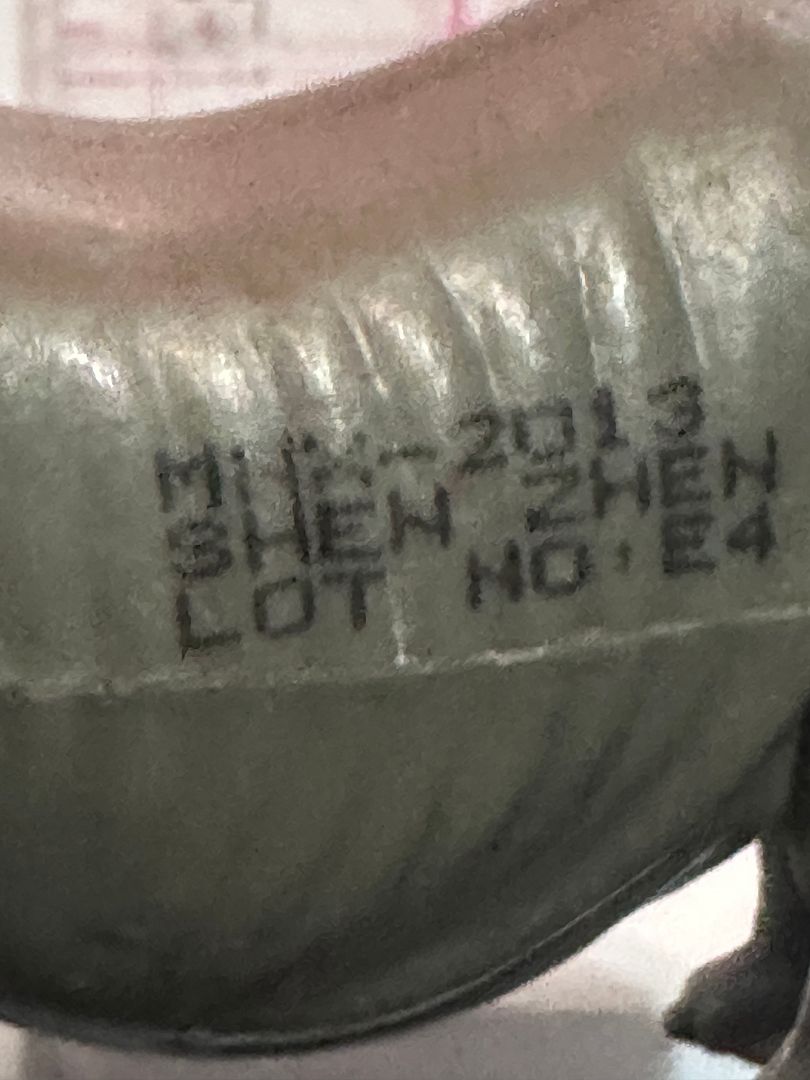 -2013
SHEN ZHEN
LOT NO:E4